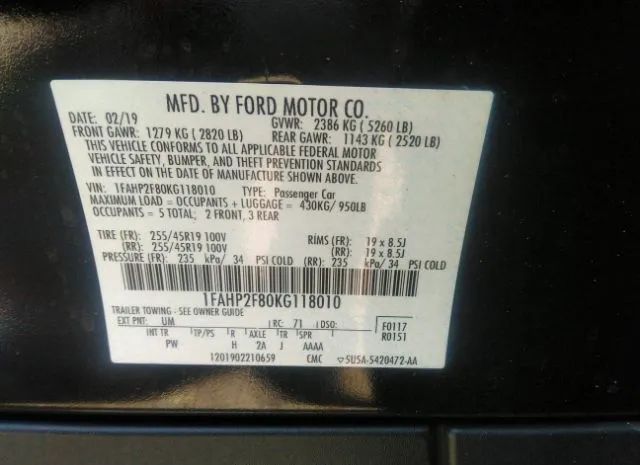 MFD. BY FORD MOTOR CO.
DATE: 02/19 GVWR: 2386 KG (5260 LB)
FRONT GAWR: 1279 KG (2820 LB) REAR GAWR: 1143 KG (2520 LB)
THIS VEHICLE CONFORMS TO ALL APPLICABLE FEDERAL MOTOR
VEHICLE SAFETY, BUMPER, AND THEFT PREVENTION STANDARDS
IN EFFECT ON THE DATE OF MANUFACTURE SHOWN ABOVE.
VIN: 1FAHP2F80KG118010 TYPE: Passenger Car
MAXIMUM LOAD = OCCUPANTS + LUGGAGE = 430KG/950LB
OCCUPANTS = 5 TOTAL; 2 FRONT, 3 REAR
TIRE (FR): 255/45R19 100V RIMS (FR): 19 x 8.5J
(RR): 255/45R19 100V (RR): 19 x 8.5J
PRESSURE (FR): 235 kPa/ 34 PSI COLD (RR): 235 kPa/ 34 PSI COLD
1FAHP2F80KG118010
TRAILER TOWING - SEE OWNER GUIDE
EXT PNT: UM RC: 71 DSO: F0117
INT TR TP/PS R AXLE TR SPR R0151
PW H 2A J AAAA
1201902210659 CMC 5U5A-5420472-AA